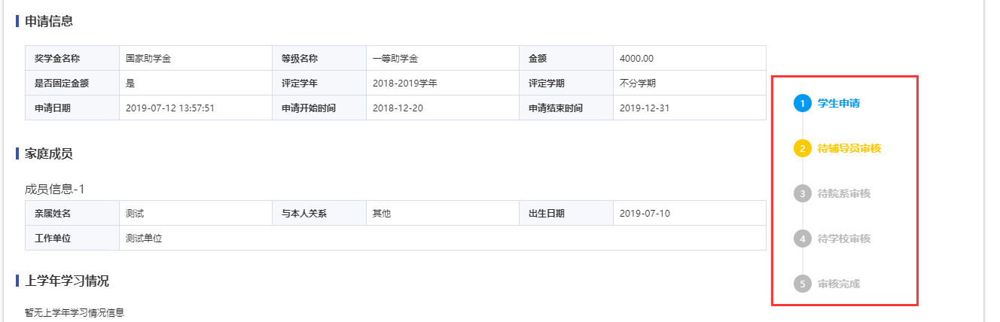 申请信息
奖学金名称 国家助学金 等级名称 一等助学金 金额 4000.00
是否固定金额 是 评定学年 2018-2019学年 评定学期 不分学期
申请日期 2019-07-12 13:57:51 申请开始时间 2018-12-20 申请结束时间 2019-12-31
家庭成员
成员信息-1
亲属姓名 测试 与本人关系 其他 出生日期 2019-07-10
工作单位 测试单位
上学年学习情况
暂无上学年学习情况信息
1 学生申请
2 待辅导员审核
3 待院系审核
4 待学校审核
5 审核完成